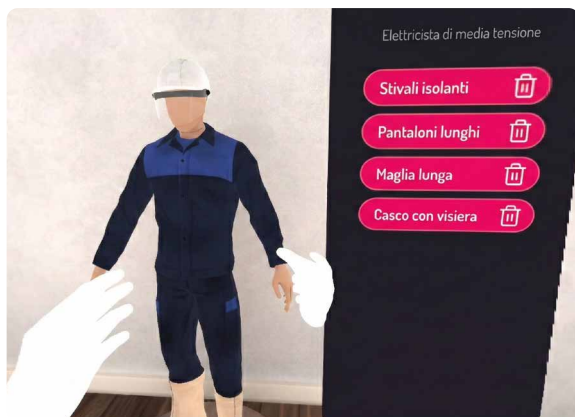 Elettricista di media tensione
Stivali isolanti
Pantaloni lunghi
Maglia lunga
Casco con visiera